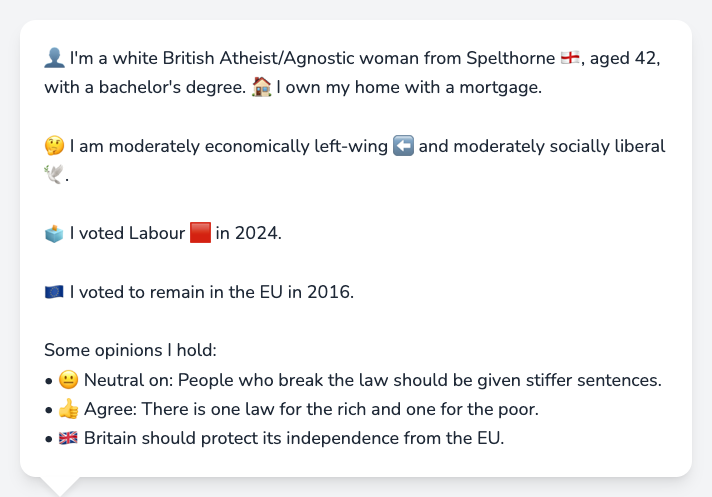 👤 I'm a white British Atheist/Agnostic woman from Spelthorne 🏴󠁧󠁢󠁥󠁮󠁧󠁿, aged 42,
with a bachelor's degree. 🏠 I own my home with a mortgage.
🤔 I am moderately economically left-wing ⬅️ and moderately socially liberal
🕊️.
🗳️ I voted Labour 🟥 in 2024.
🇪🇺 I voted to remain in the EU in 2016.
Some opinions I hold:
• 😐 Neutral on: People who break the law should be given stiffer sentences.
• 👍 Agree: There is one law for the rich and one for the poor.
• 🇬🇧 Britain should protect its independence from the EU.